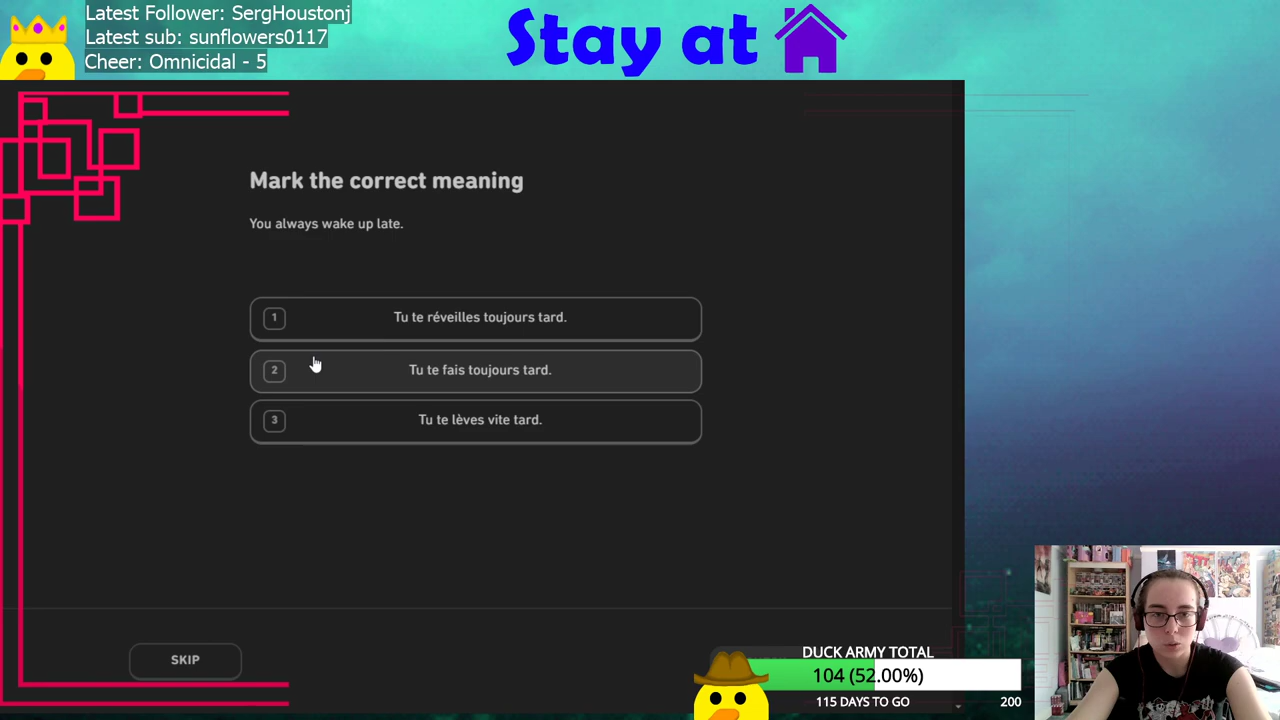 Latest Follower: SergHoustonj
Latest sub: sunflowers0117
Cheer: Omnicidal - 5
Stay at
Mark the correct meaning
You always wake up late.
1 Tu te réveilles toujours tard.
2 Tu te fais toujours tard.
3 Tu te lèves vite tard.
SKIP
DUCK ARMY TOTAL
104 (52.00%)
115 DAYS TO GO 200